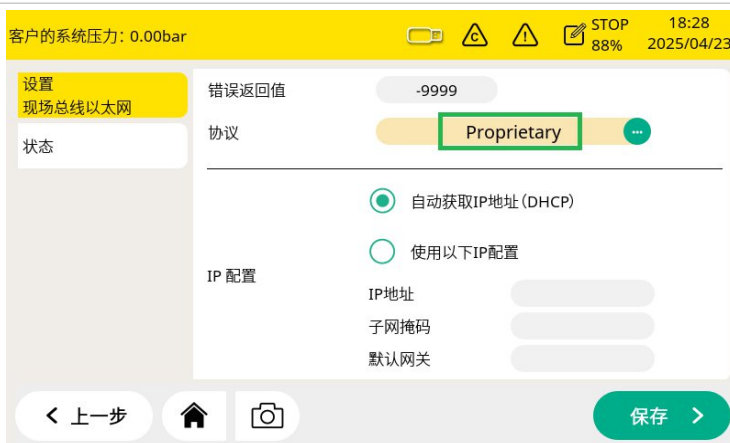 客户的系统压力：0.00bar
C
!
STOP
88%
18:28
2025/04/23
设置
现场总线以太网
状态
错误返回值
-9999
协议
Proprietary
自动获取IP地址（DHCP）
使用以下IP配置
IP 配置
IP地址
子网掩码
默认网关
上一步
保存